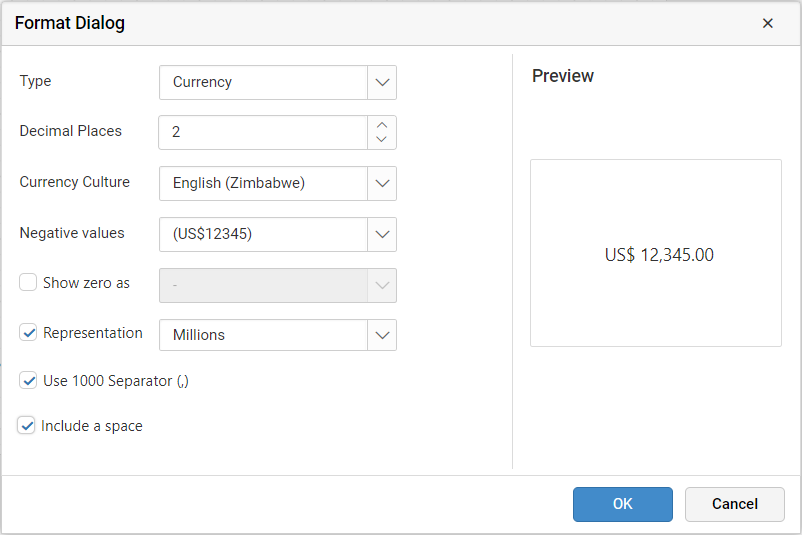 Format Dialog
Type
Currency
Preview
Decimal Places
2
Currency Culture
English (Zimbabwe)
Negative values
(US$12345)
US$ 12,345.00
Show zero as
-
Representation
Millions
Use 1000 Separator (,)
Include a space
OK
Cancel